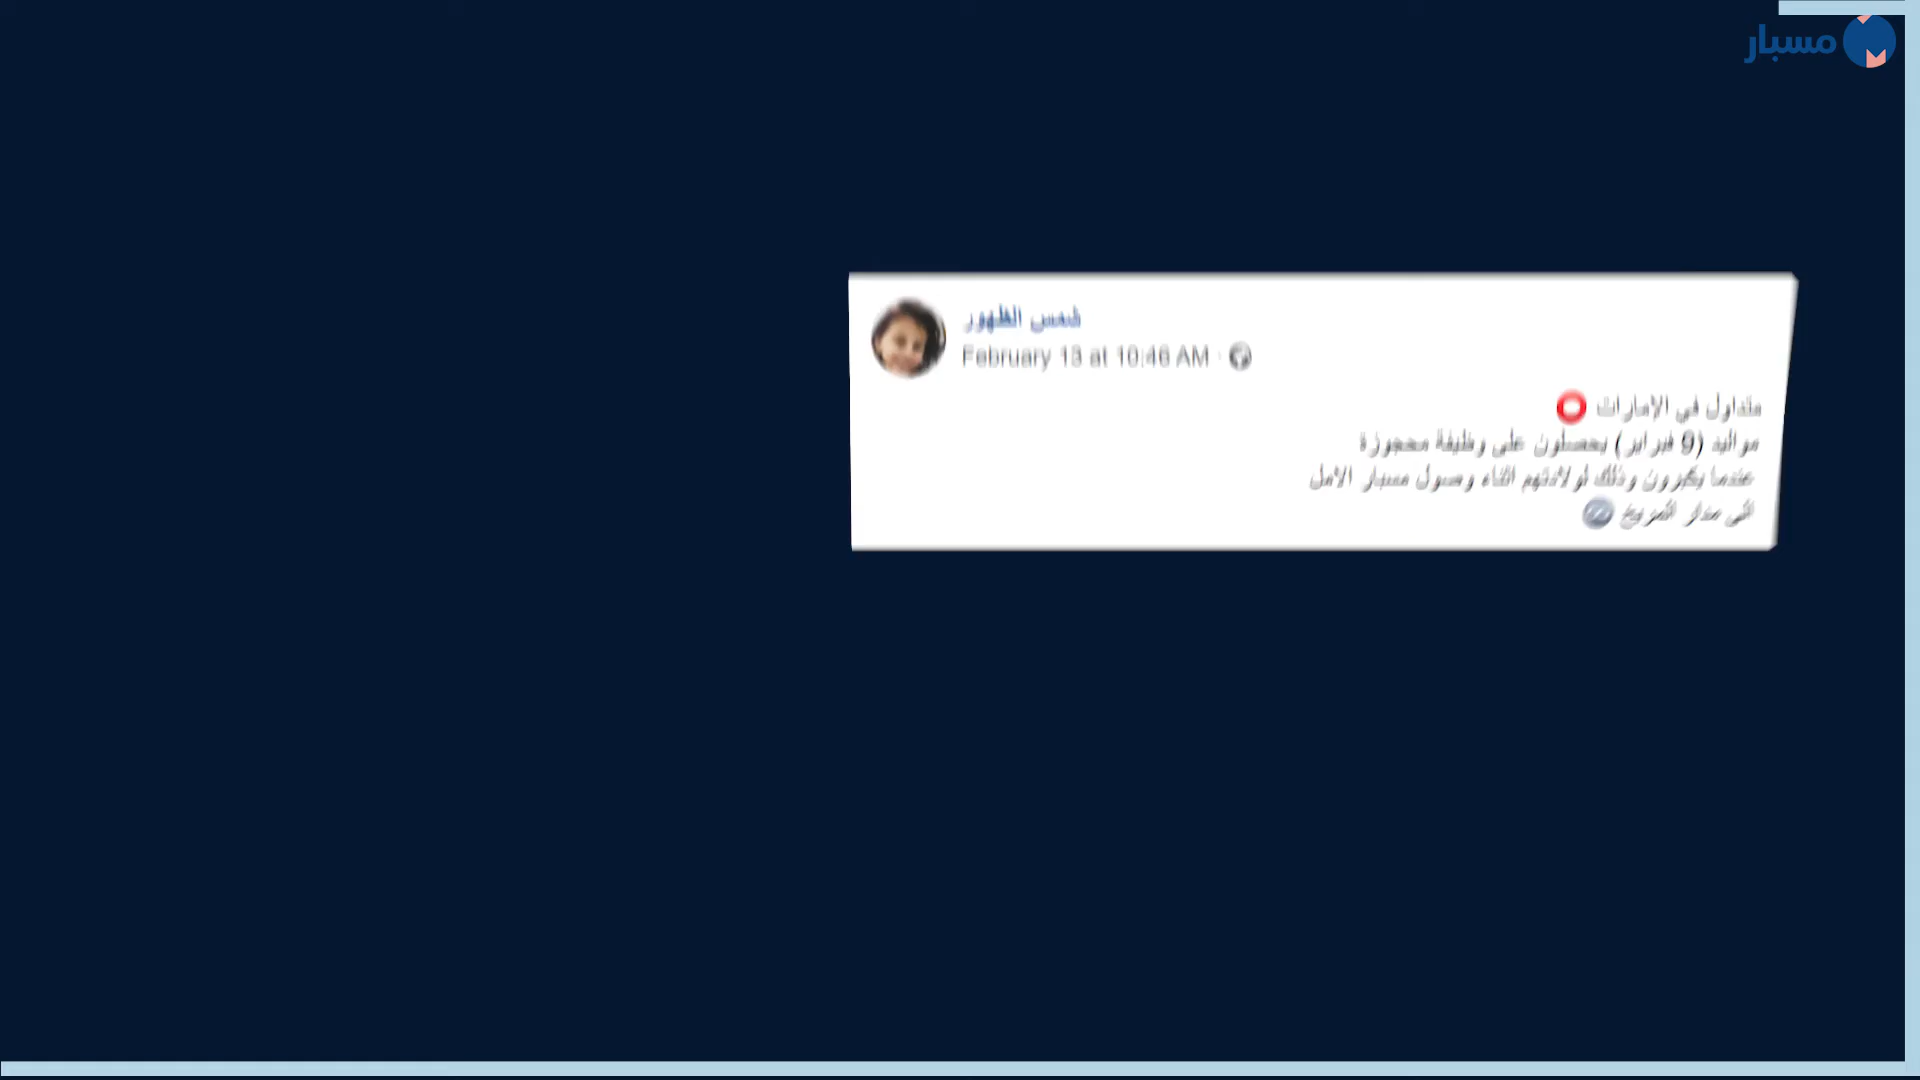 مسبار
شمس الظهور
February 13 at 10:46 AM
متداول في الإمارات
مواليد (9 فبراير) يحصلون على وظيفة محجوزة
عندما يكبرون وذلك لولادتهم اثناء وصول مسبار الامل
الى مدار المريخ